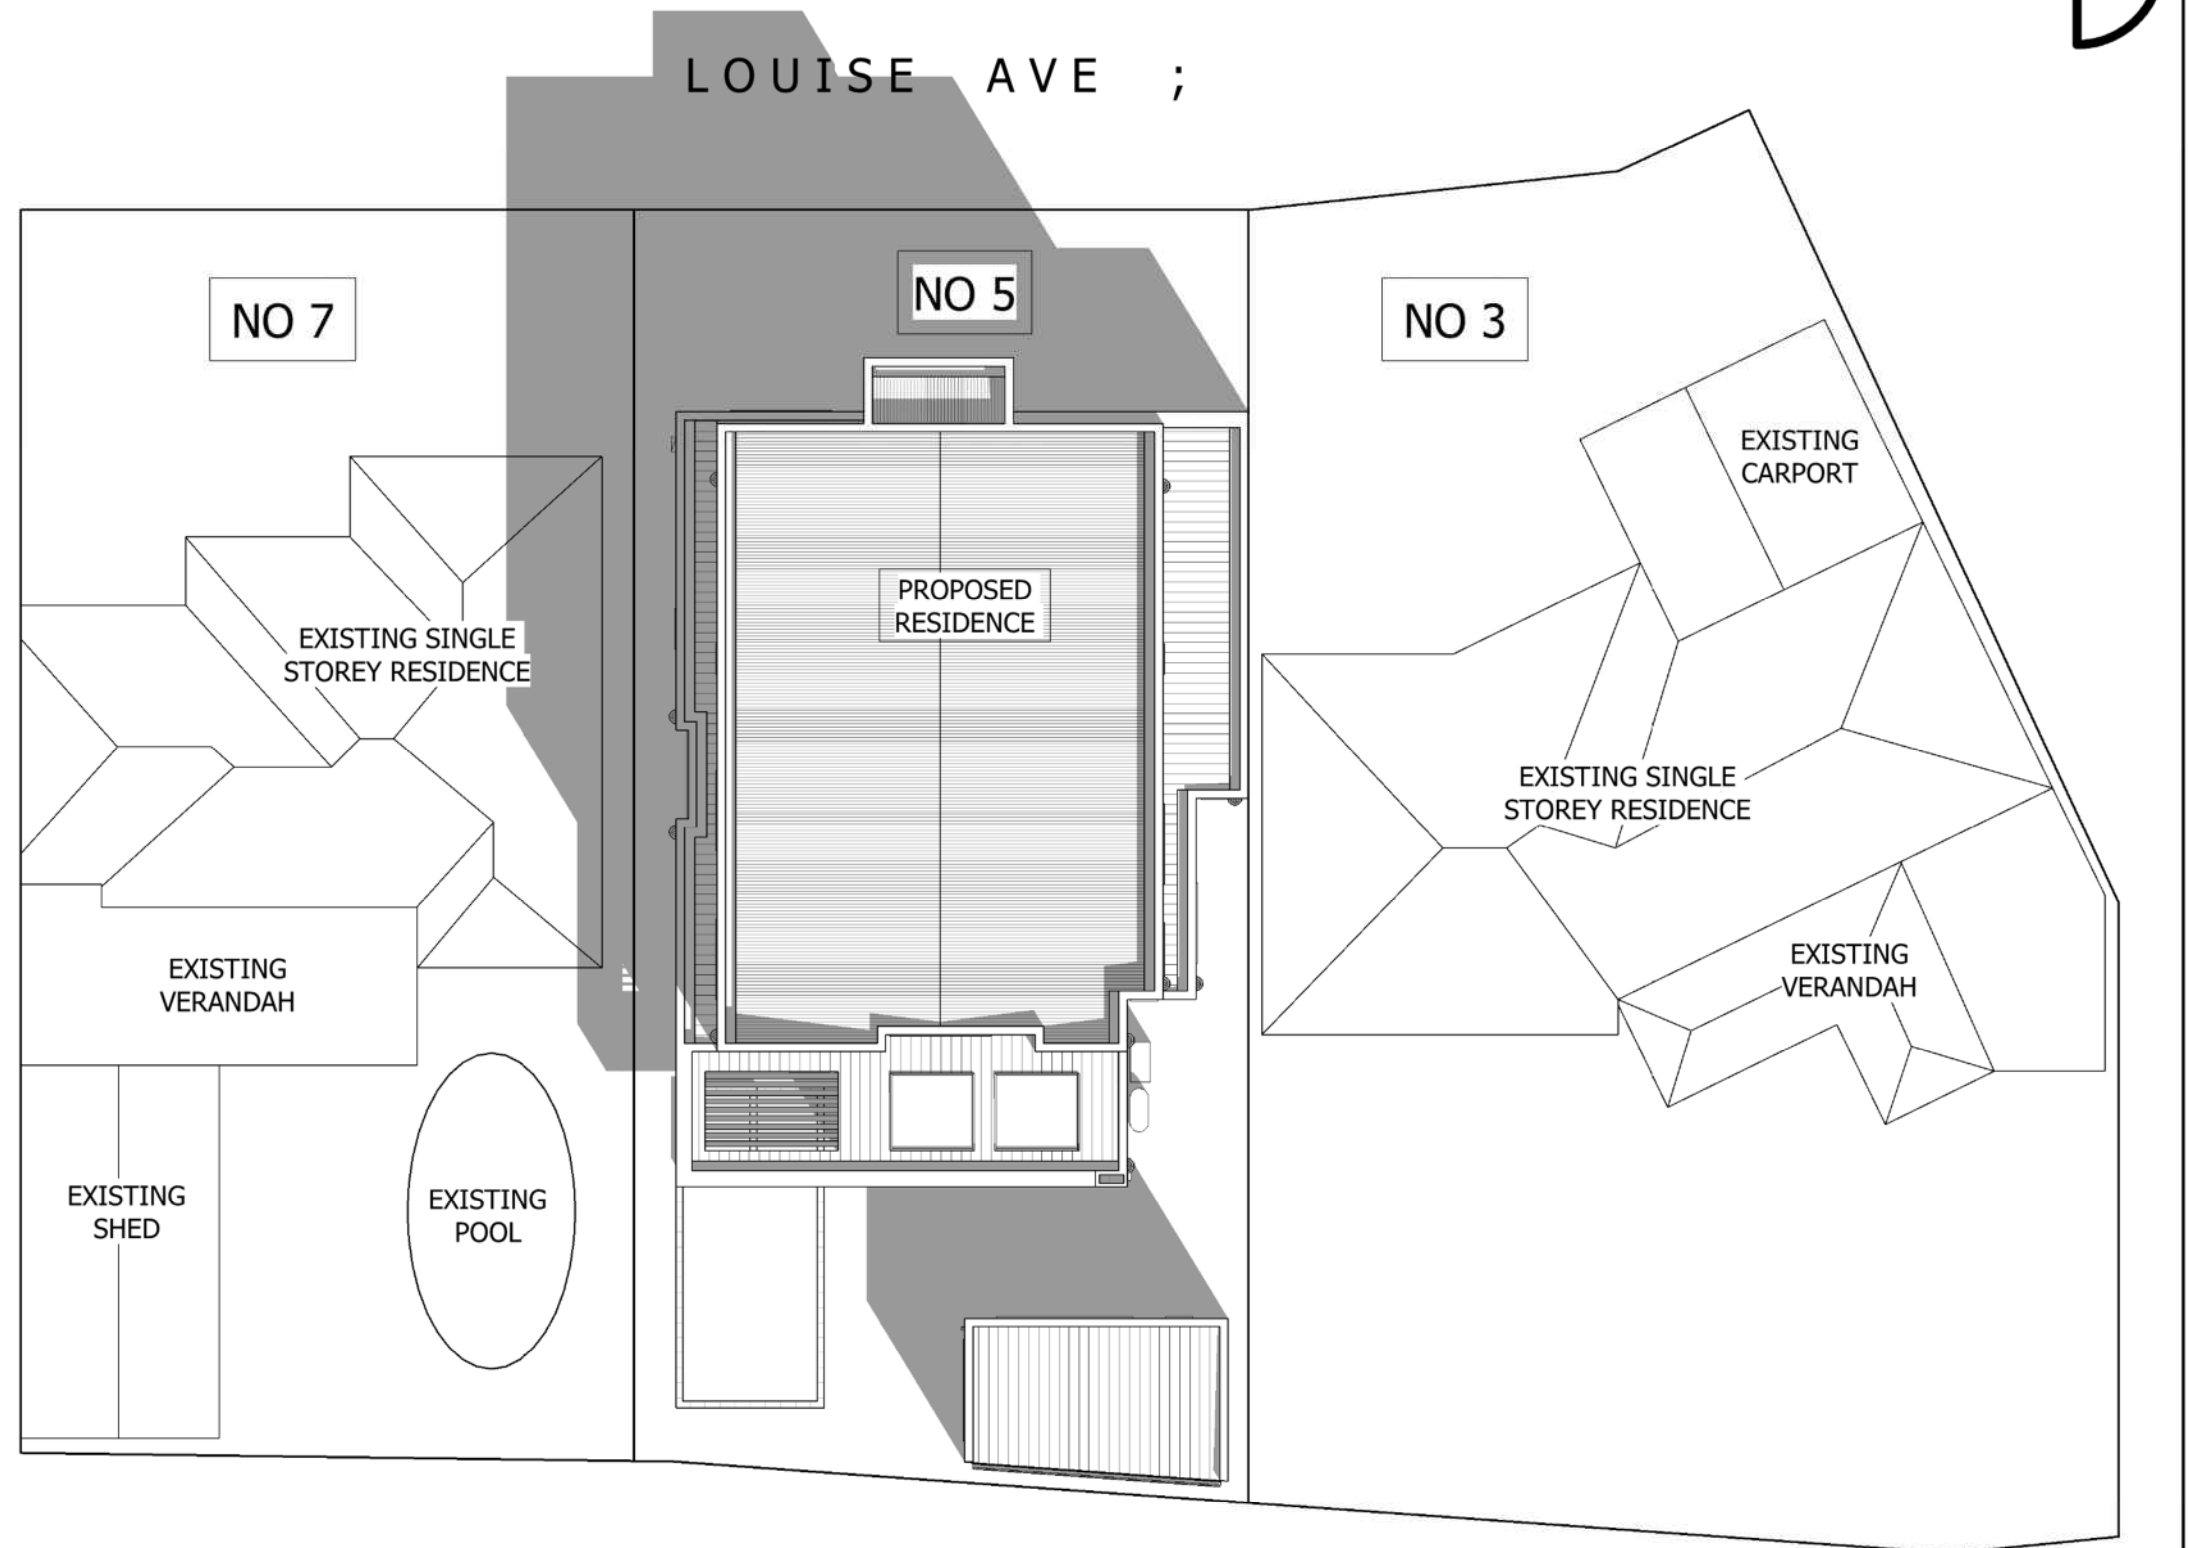 LOUISE AVE ;
NO 7
NO 5
NO 3
EXISTING
CARPORT
PROPOSED
RESIDENCE
EXISTING SINGLE
STOREY RESIDENCE
EXISTING SINGLE
STOREY RESIDENCE
EXISTING
VERANDAH
EXISTING
VERANDAH
EXISTING
SHED
EXISTING
POOL